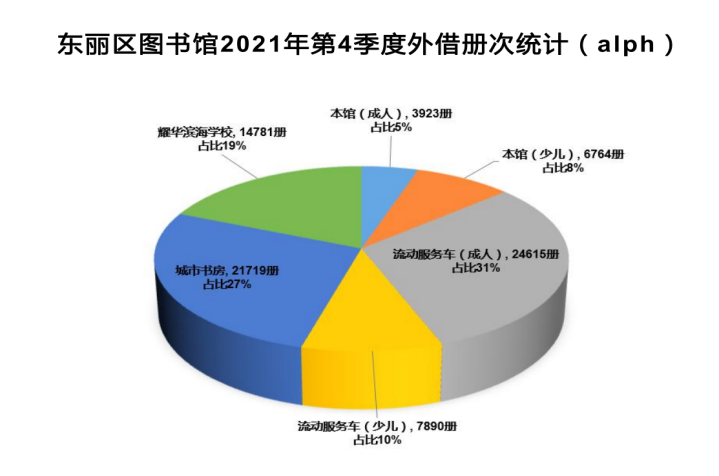 东丽区图书馆2021年第4季度外借册次统计（alph）
本馆（成人）, 3923册
占比5%
耀华滨海学校, 14781册
占比19%
本馆（少儿）, 6764册
占比8%
流动服务车（成人）, 24615册
占比31%
城市书房, 21719册
占比27%
流动服务车（少儿）, 7890册
占比10%